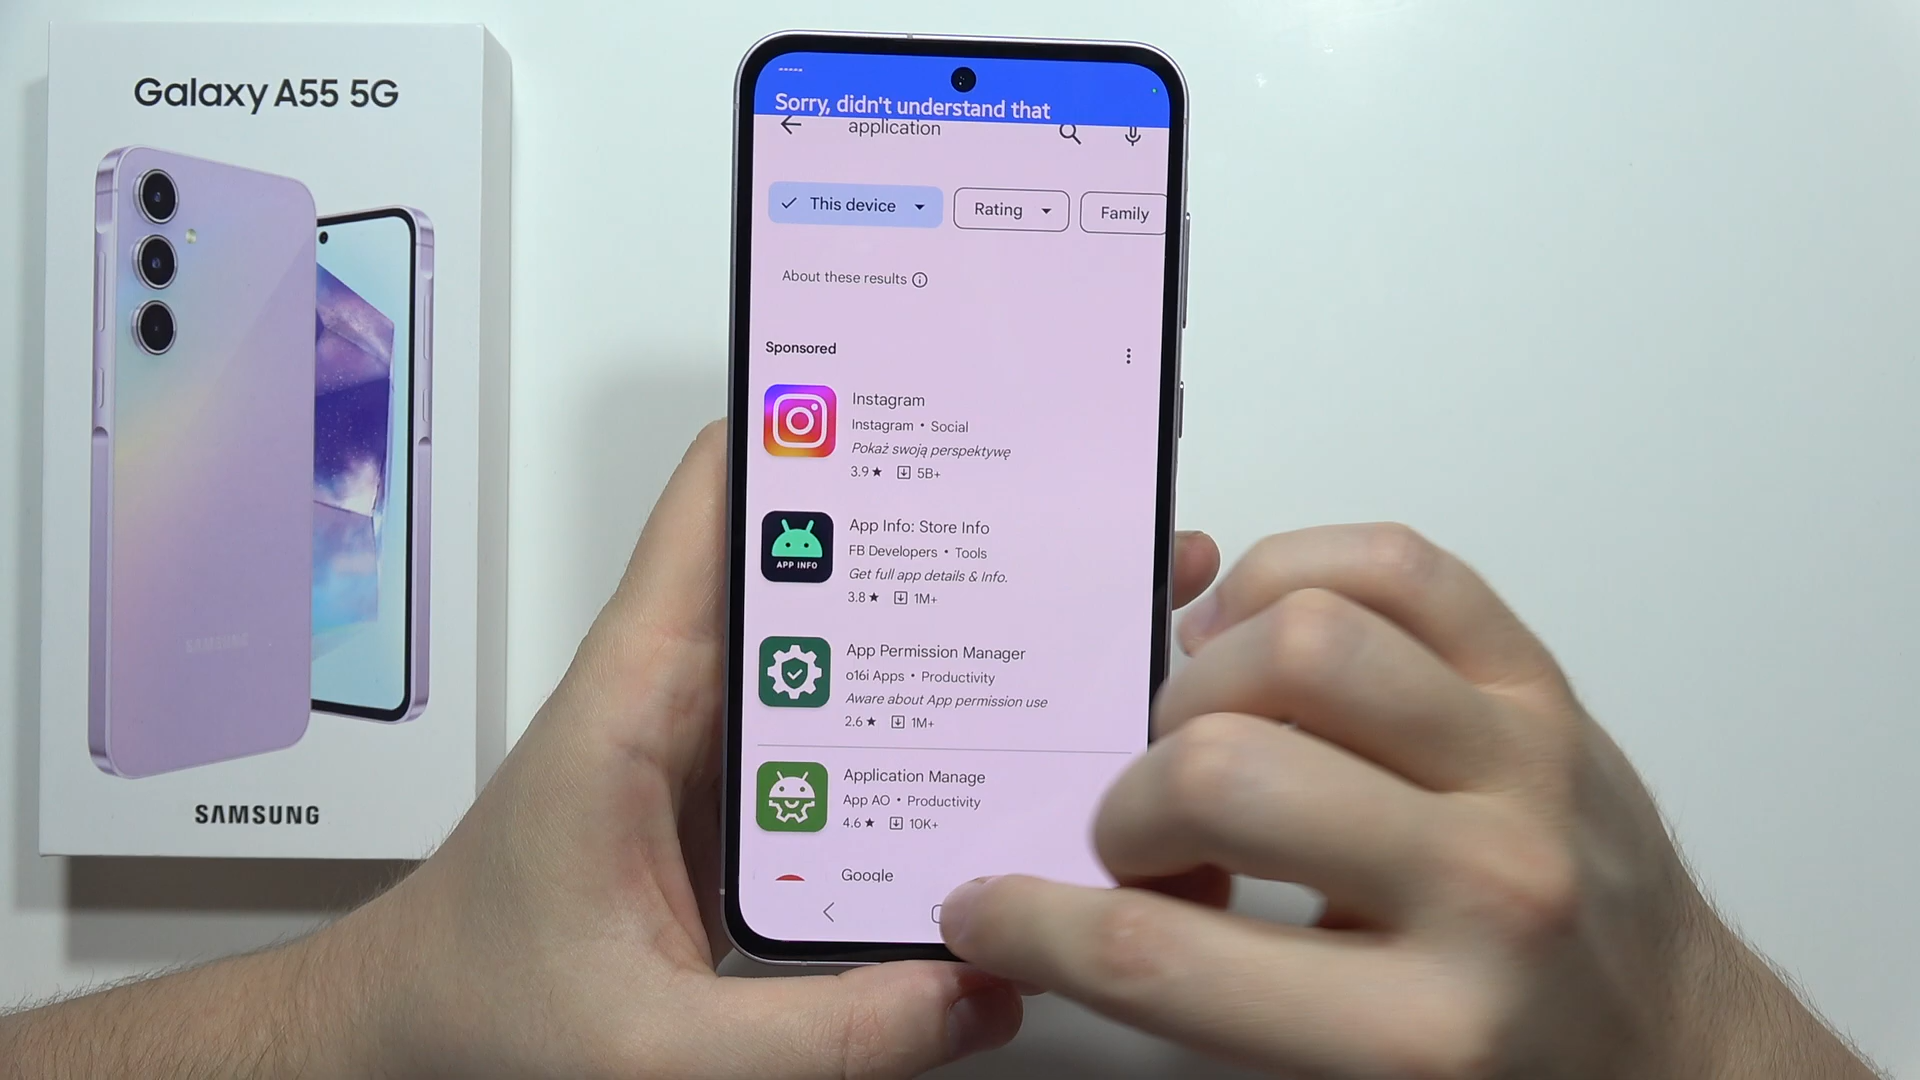 Galaxy A55 5G
SAMSUNG
SAMSUNG
Sorry, didn't understand that
application
This device
Rating
Family
About these results
Sponsored
Instagram
Instagram • Social
Pokaż swoją perspektywę
3.9★ 5B+
APP INFO
App Info: Store Info
FB Developers • Tools
Get full app details & Info.
3.8★ 1M+
App Permission Manager
o16i Apps • Productivity
Aware about App permission use
2.6★ 1M+
Application Manage
App AO • Productivity
4.6★ 10K+
Google